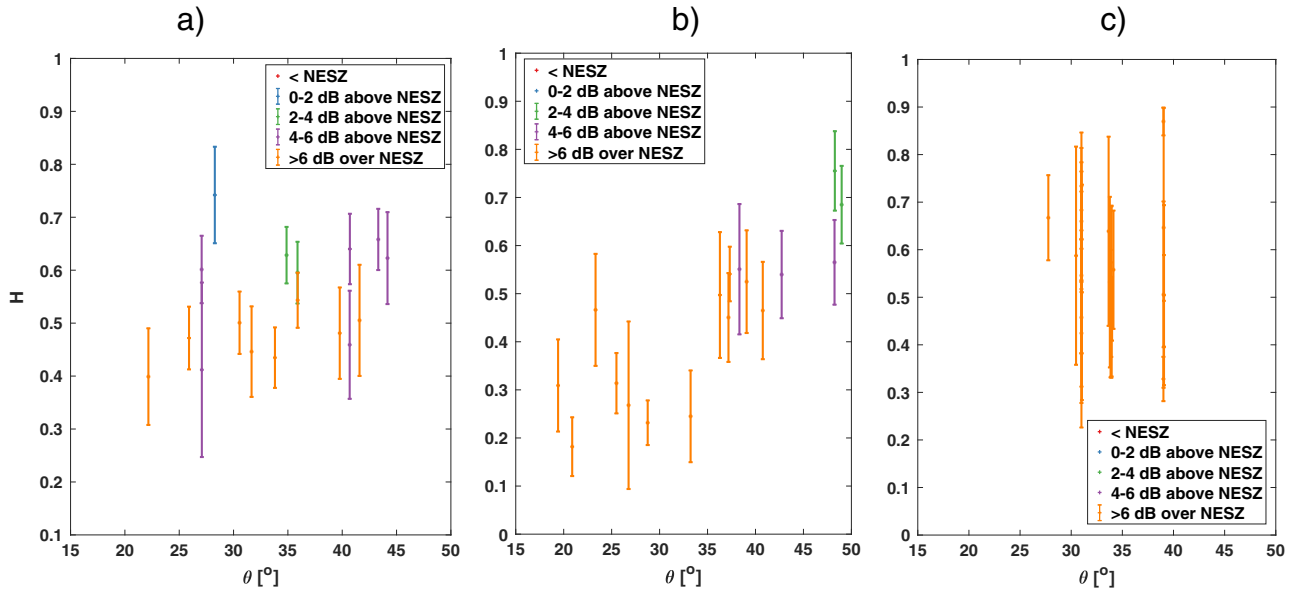 a)
b)
c)
< NESZ
0-2 dB above NESZ
2-4 dB above NESZ
4-6 dB above NESZ
>6 dB over NESZ
1
0.9
0.8
0.7
0.6
0.5
0.4
0.3
0.2
0.1
H
15 20 25 30 35 40 45 50
θ [o]
< NESZ
0-2 dB above NESZ
2-4 dB above NESZ
4-6 dB above NESZ
>6 dB over NESZ
1
0.9
0.8
0.7
0.6
0.5
0.4
0.3
0.2
0.1
0
15 20 25 30 35 40 45 50
θ [o]
1
0.9
0.8
0.7
0.6
0.5
0.4
0.3
0.2
0.1
0
< NESZ
0-2 dB above NESZ
2-4 dB above NESZ
4-6 dB above NESZ
>6 dB over NESZ
15 20 25 30 35 40 45 50
θ [o]